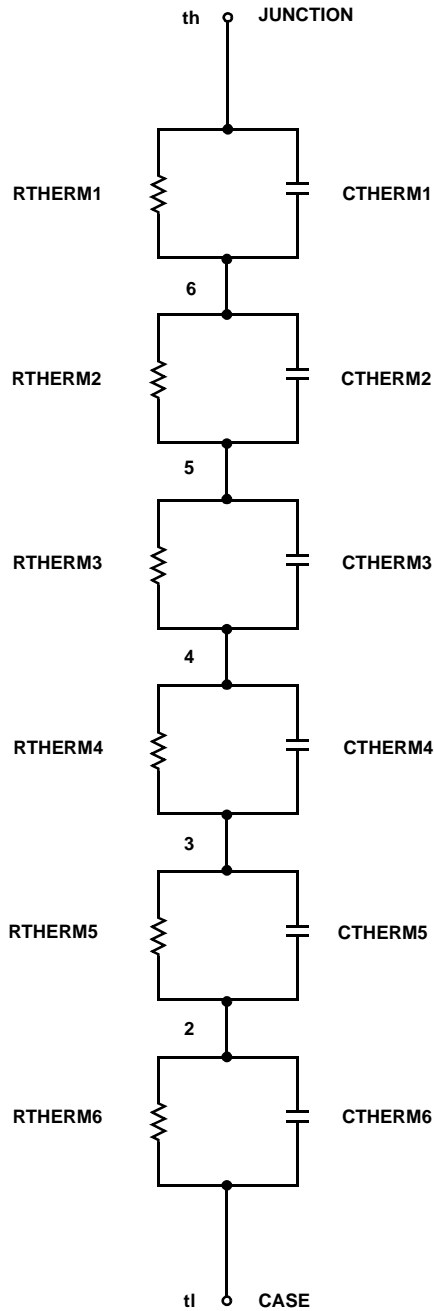 th JUNCTION
RTHERM1 CTHERM1
6
RTHERM2 CTHERM2
5
RTHERM3 CTHERM3
4
RTHERM4 CTHERM4
3
RTHERM5 CTHERM5
2
RTHERM6 CTHERM6
tl CASE